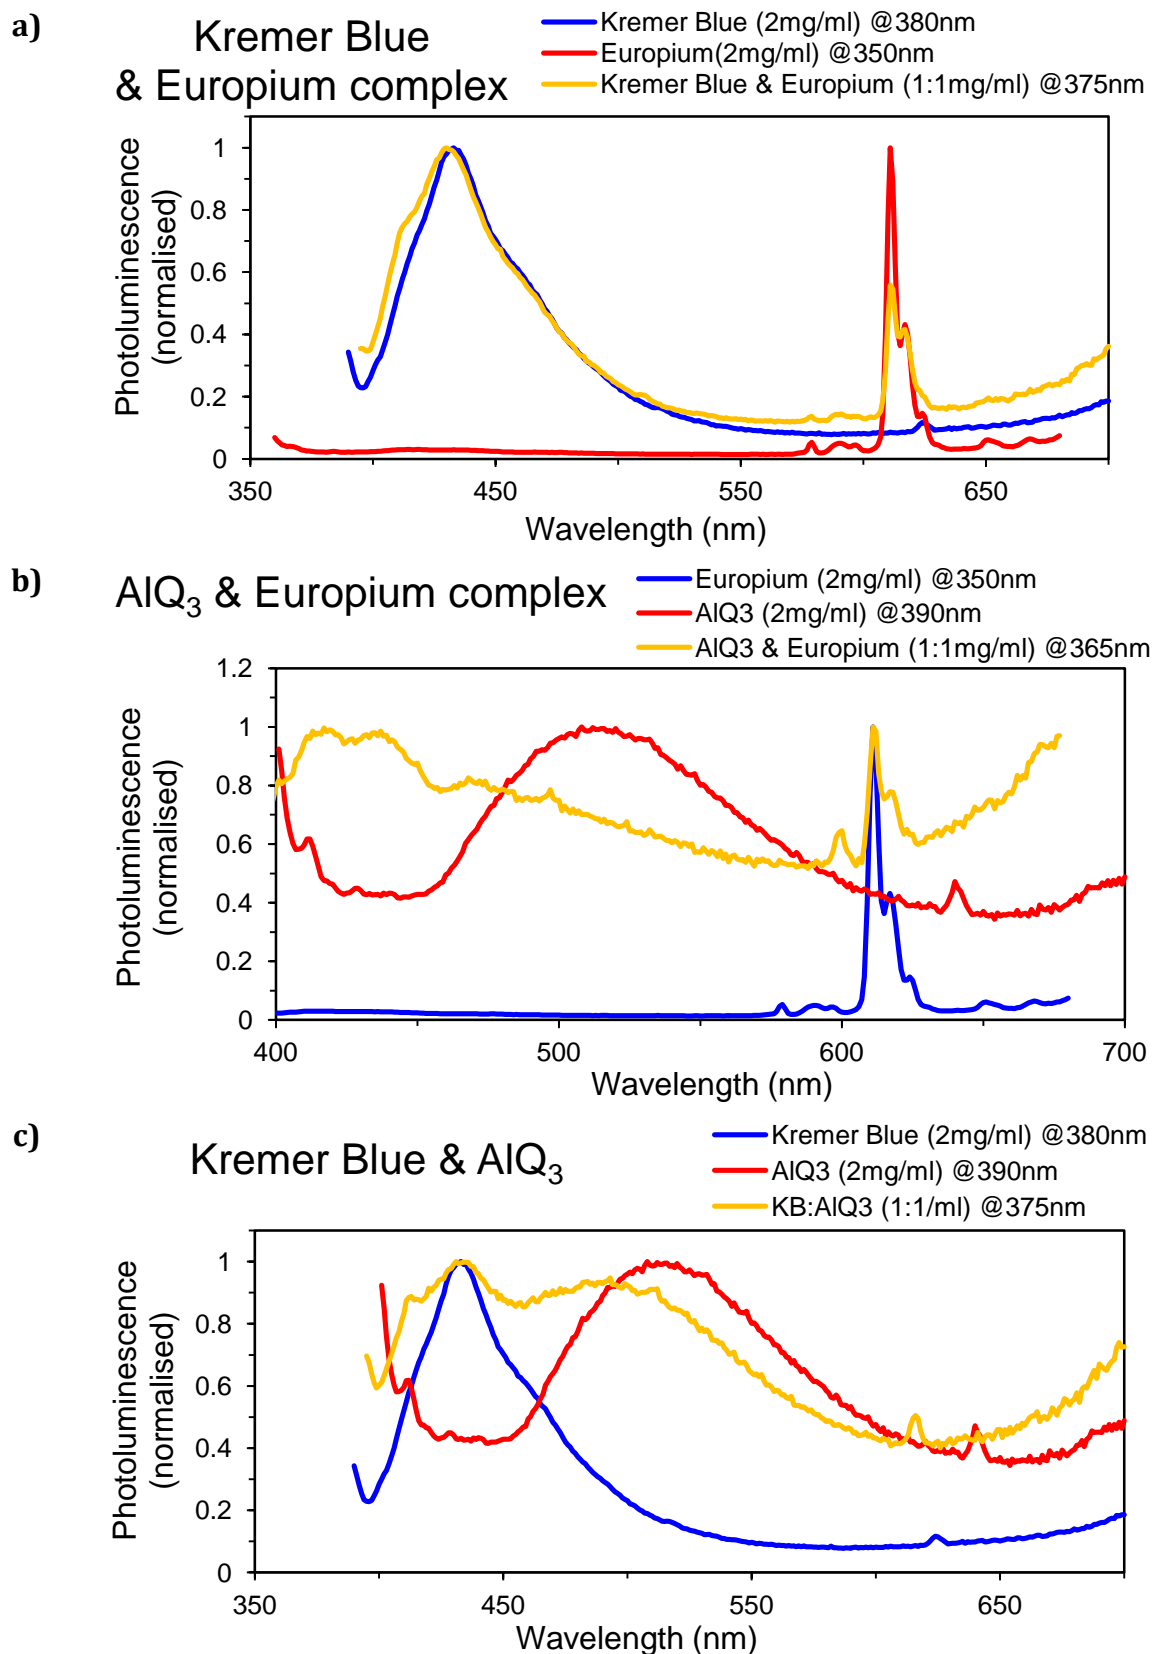 a)
Kremer Blue
& Europium complex
Kremer Blue (2mg/ml) @380nm
Europium(2mg/ml) @350nm
Kremer Blue & Europium (1:1mg/ml) @375nm
Photoluminescence
(normalised)
1
0.8
0.6
0.4
0.2
0
350
450
550
650
Wavelength (nm)
b)
AlQ3 & Europium complex
Europium (2mg/ml) @350nm
AlQ3 (2mg/ml) @390nm
AlQ3 & Europium (1:1mg/ml) @365nm
Photoluminescence
(normalised)
1.2
1
0.8
0.6
0.4
0.2
0
400
500
600
700
Wavelength (nm)
c)
Kremer Blue & AlQ3
Kremer Blue (2mg/ml) @380nm
AlQ3 (2mg/ml) @390nm
KB:AlQ3 (1:1/ml) @375nm
Photoluminescence
(normalised)
1
0.8
0.6
0.4
0.2
0
350
450
550
650
Wavelength (nm)